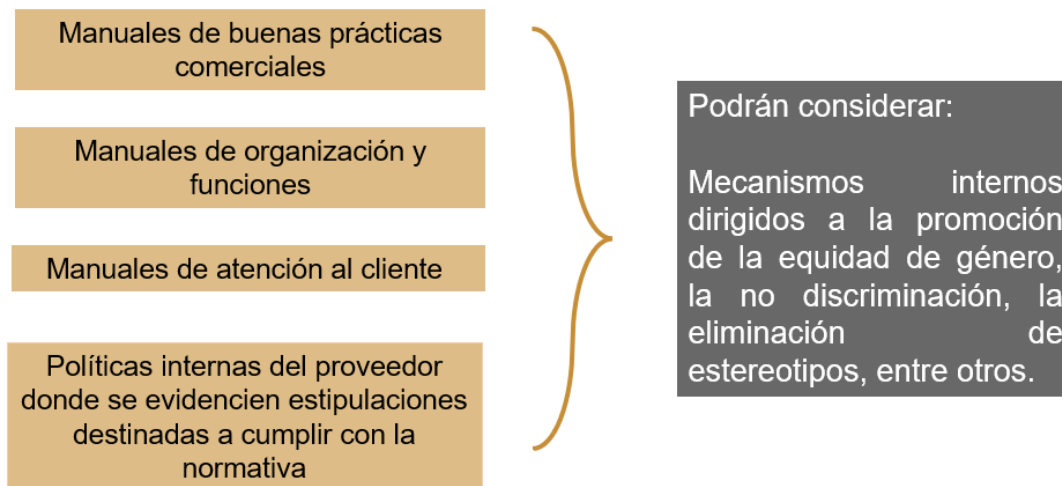 Manuales de buenas prácticas
comerciales
Manuales de organización y
funciones
Manuales de atención al cliente
Políticas internas del proveedor
donde se evidencien estipulaciones
destinadas a cumplir con la
normativa
Podrán considerar:
Mecanismos internos
dirigidos a la promoción
de la equidad de género,
la no discriminación, la
eliminación de
estereotipos, entre otros.